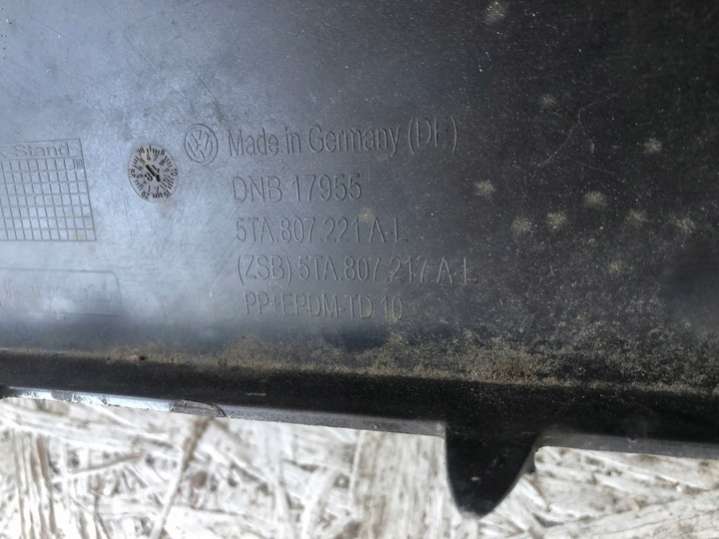 Stand
Made in Germany (DE)
DNB 17955
5TA.807.221 A-L
(ZSB) 5TA.807.217 A-L
PP+EPDM-TD 10